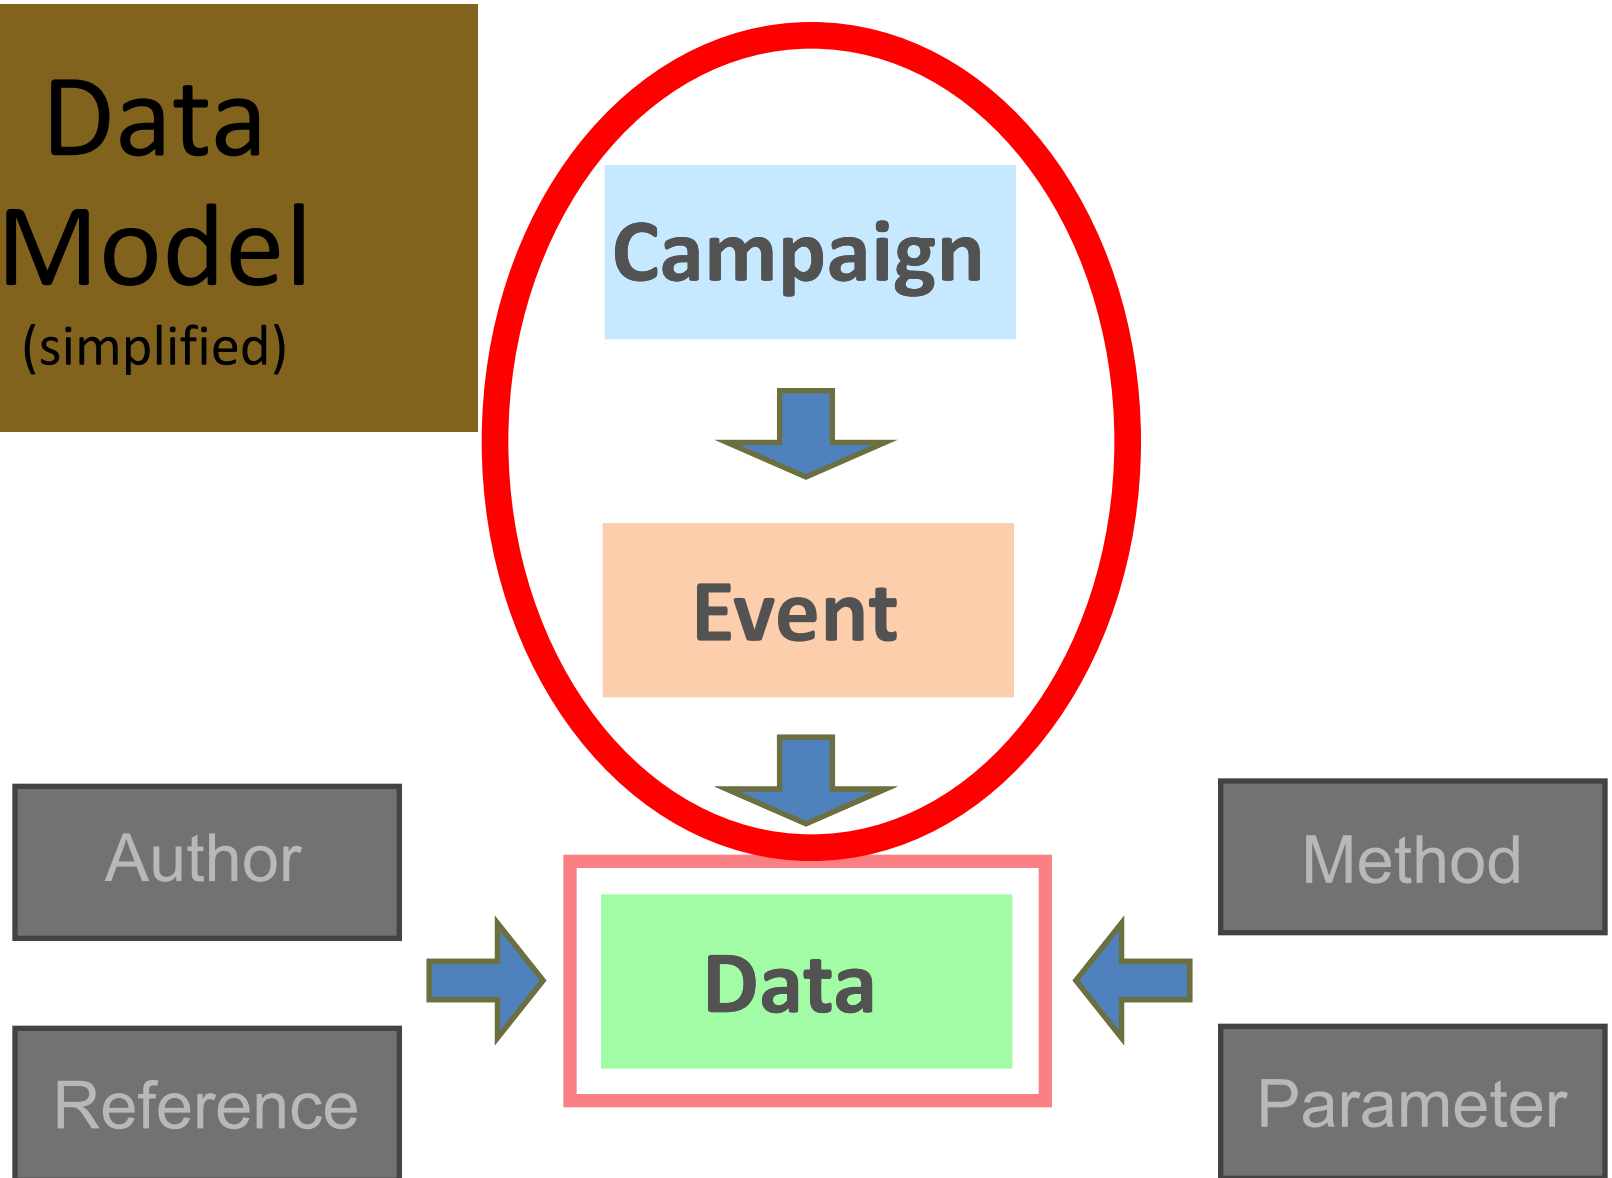 Data
Model
(simplified)
Campaign
Event
Author
Method
Data
Reference
Parameter